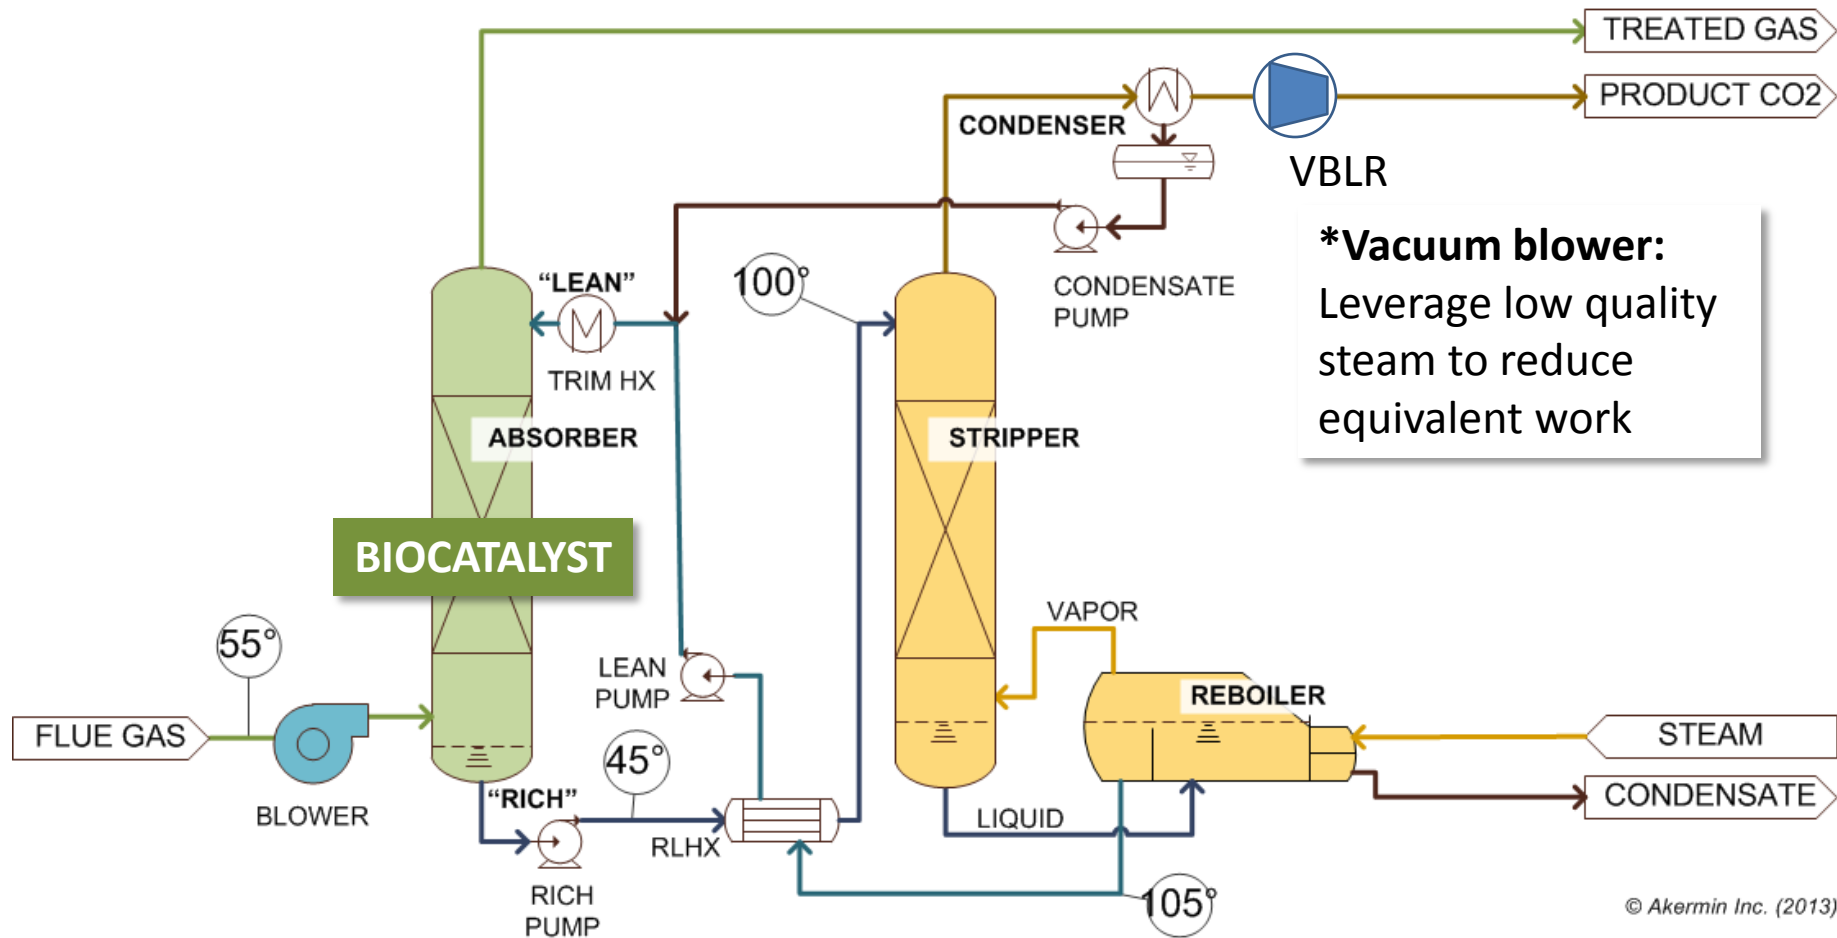 TREATED GAS
PRODUCT CO2
CONDENSER
VBLR
*Vacuum blower:
Leverage low quality
steam to reduce
equivalent work
100°
"LEAN"
CONDENSATE
PUMP
TRIM HX
ABSORBER
STRIPPER
BIOCATALYST
VAPOR
55°
LEAN
PUMP
REBOILER
FLUE GAS
STEAM
45°
"RICH"
CONDENSATE
BLOWER
LIQUID
RLHX
RICH
PUMP
105°
© Akermin Inc. (2013)